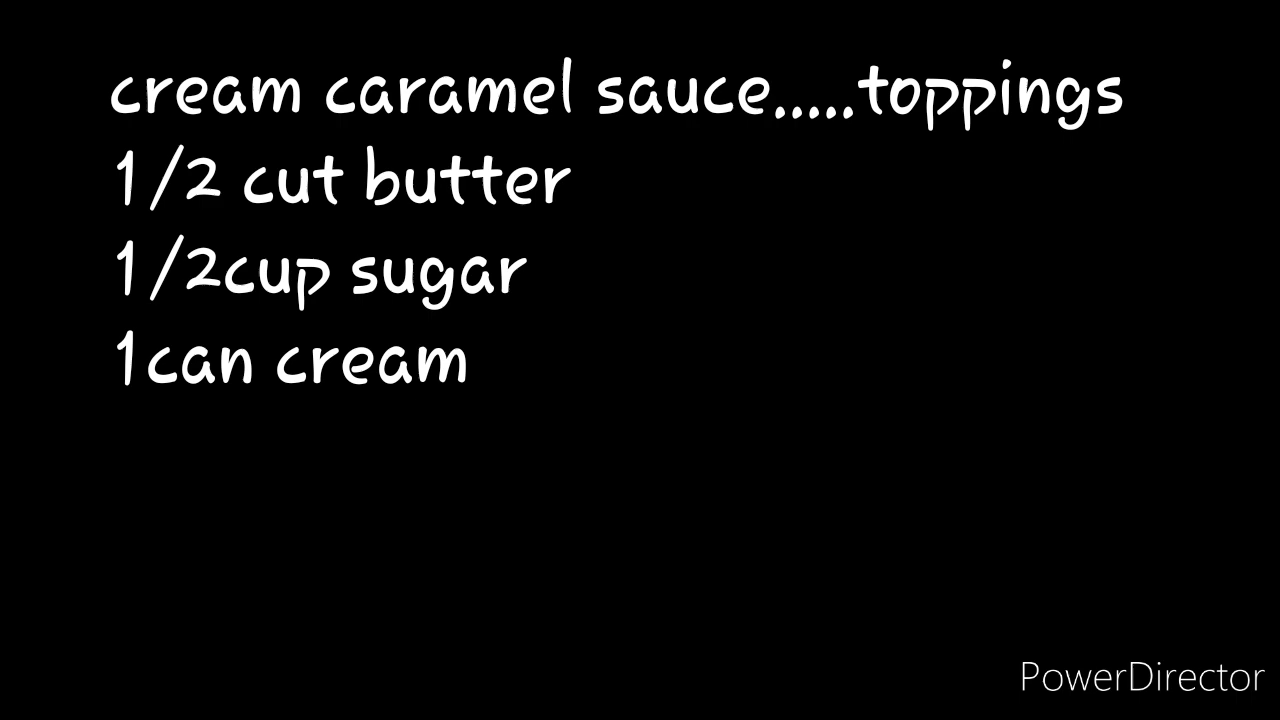 cream caramel sauce.....toppings
1/2 cut butter
1/2cup sugar
1can cream
PowerDirector